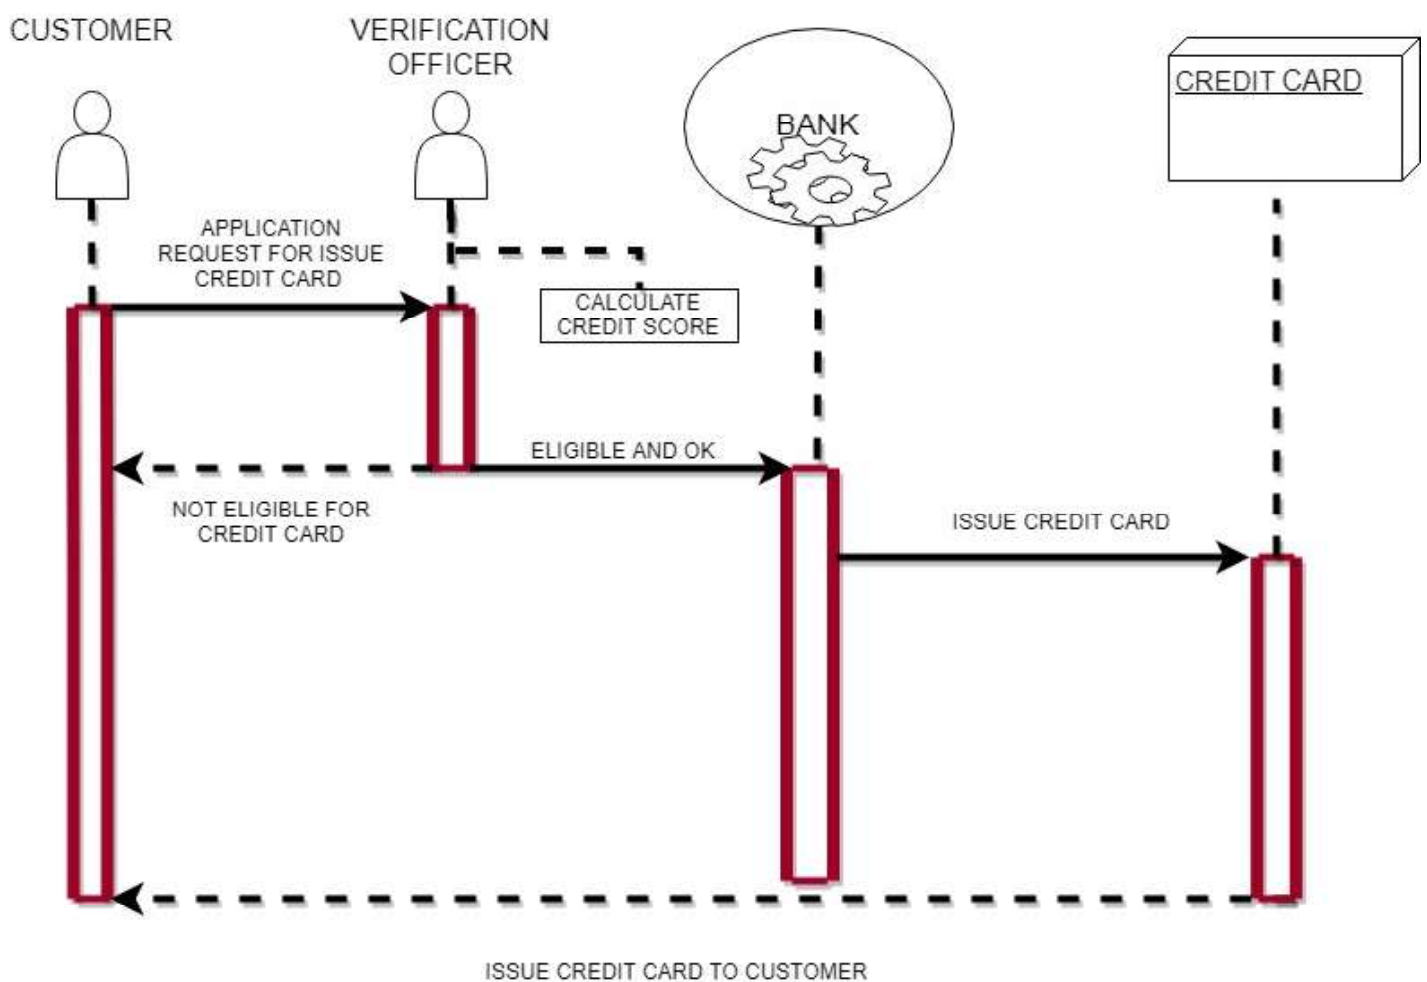 CUSTOMER
VERIFICATION
OFFICER
BANK
CREDIT CARD
APPLICATION
REQUEST FOR ISSUE
CREDIT CARD
CALCULATE
CREDIT SCORE
ELIGIBLE AND OK
NOT ELIGIBLE FOR
CREDIT CARD
ISSUE CREDIT CARD
ISSUE CREDIT CARD TO CUSTOMER